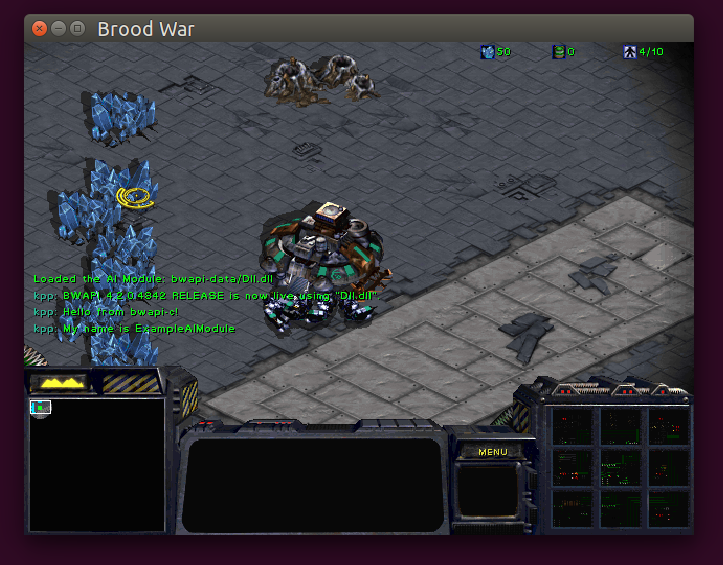 Brood War
50 0 4/10
Loaded the AI Module: bwapi-data/Dll.dll
kpp: BWAPI 4.2.0.4842 RELEASE is now live using "Dll.dll".
kpp: Hello from bwapi-c!
kpp: My name is ExampleAIModule
MENU